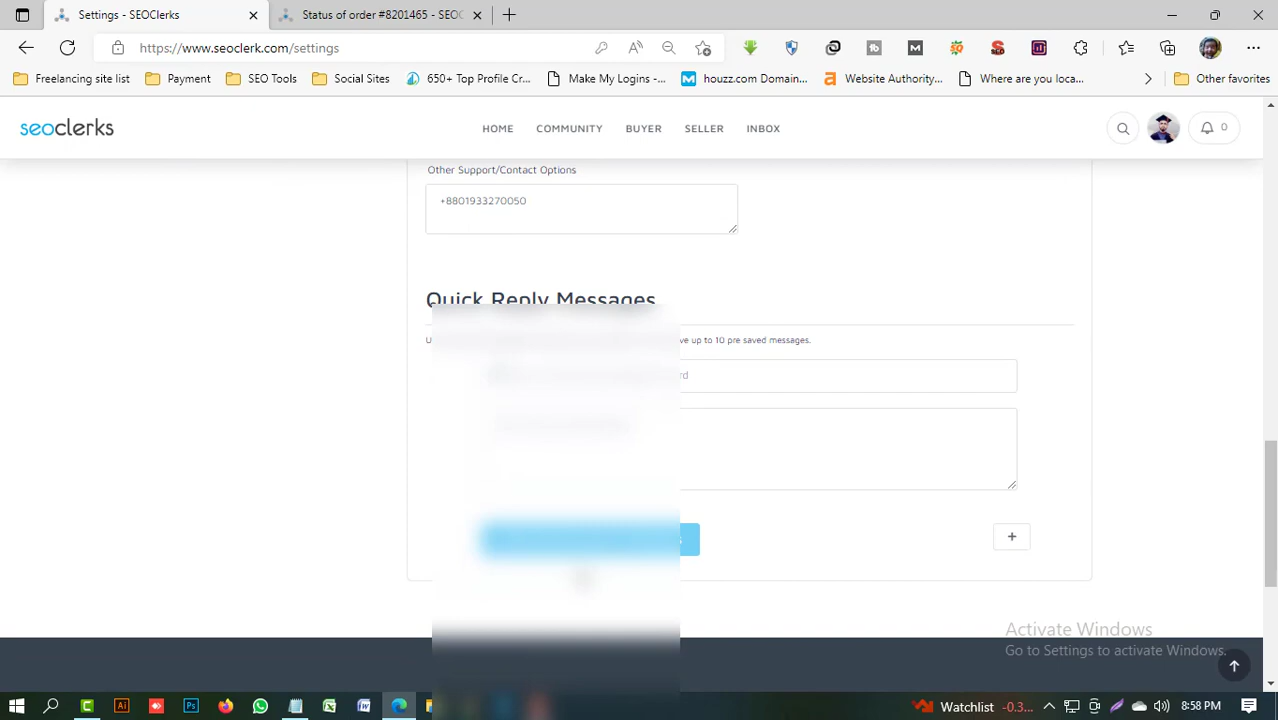 Settings - SEOClerks
Status of order #8201465 - SEOC
https://www.seoclerk.com/settings
Freelancing site list
Payment
SEO Tools
Social Sites
650+ Top Profile Cr...
Make My Logins -...
houzz.com Domain...
Website Authority...
Where are you loca...
Other favorites
seoclerks
HOME
COMMUNITY
BUYER
SELLER
INBOX
0
Other Support/Contact Options
+8801933270050
Quick Reply Messages
up to 10 pre saved messages.
Activate Windows
Go to Settings to activate Windows.
Watchlist
-0.3...
8:58 PM